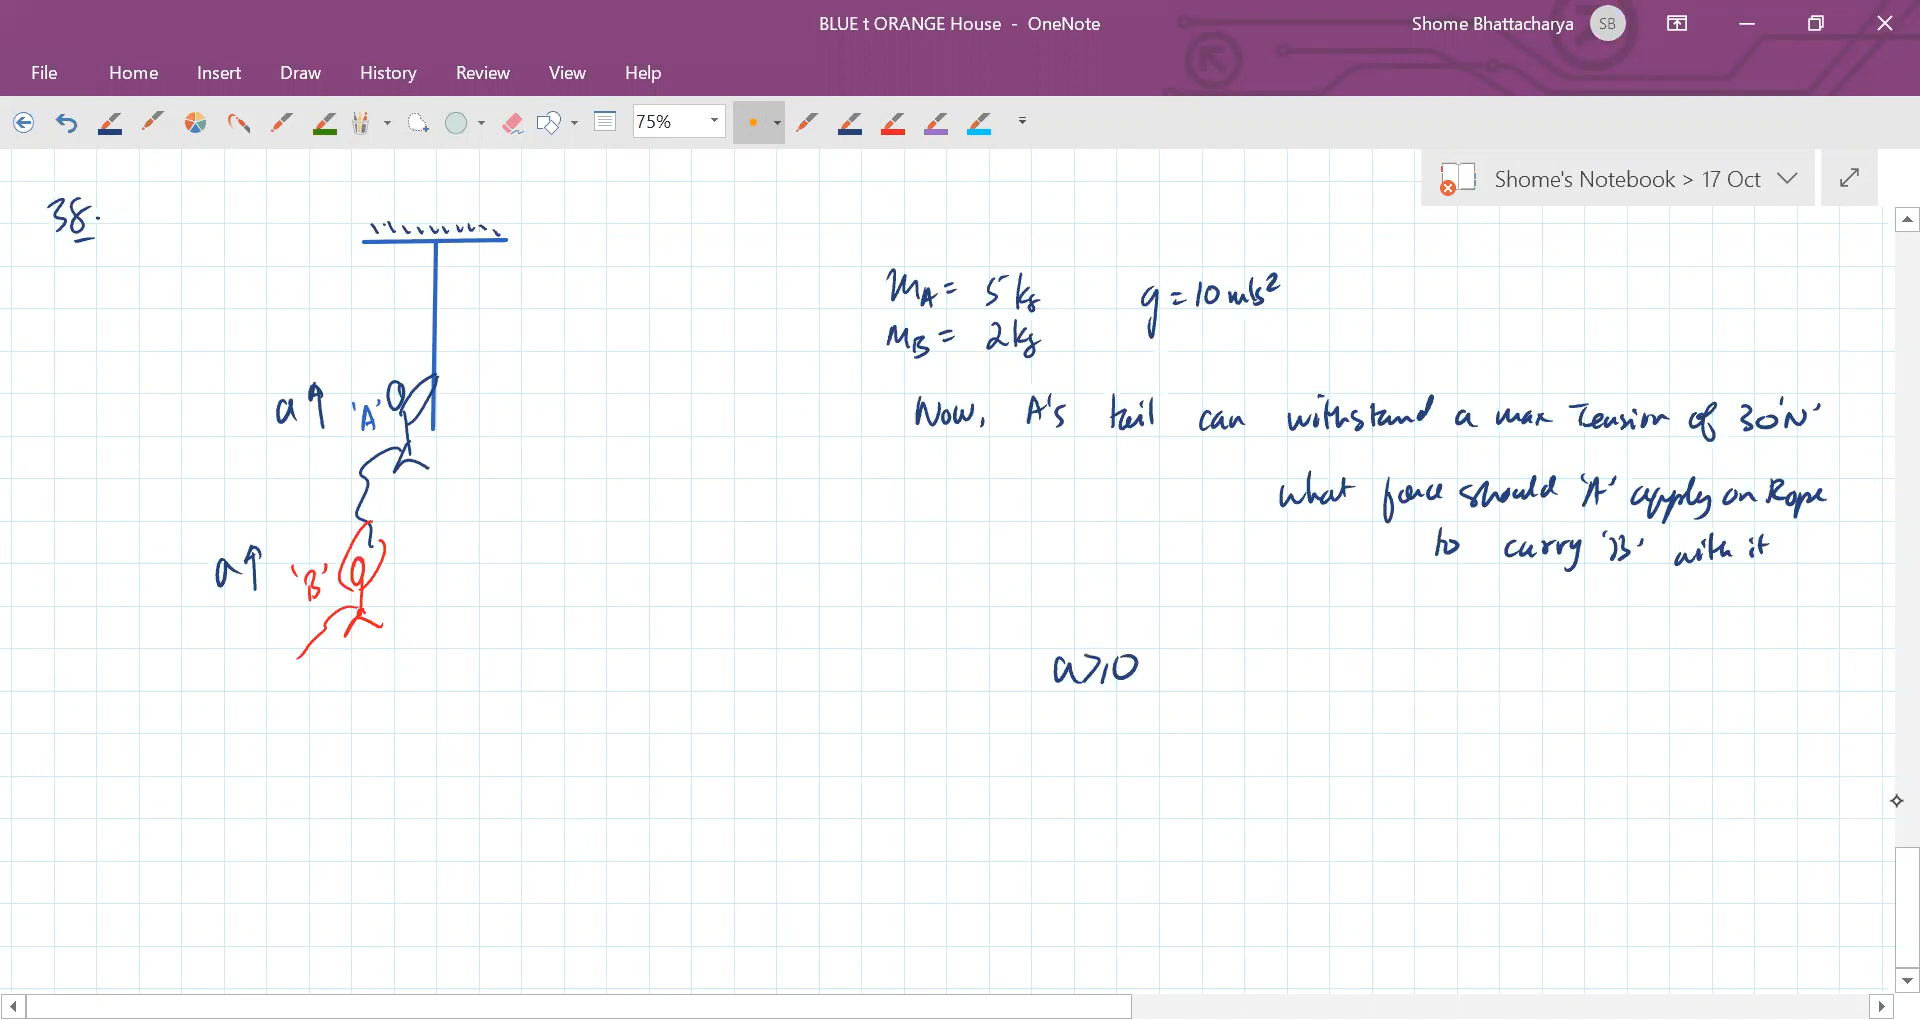 BLUE t ORANGE House - OneNote
Shome Bhattacharya SB
File Home Insert Draw History Review View Help
75%
Shome's Notebook > 17 Oct
38.
mA = 5 kg g = 10 m/s²
mB = 2 kg
a↑ 'A'
Now, A's tail can withstand a max Tension of 30'N'
what force should 'A' apply on Rope
to carry 'B' with it
a↑ 'B'
a⩾0